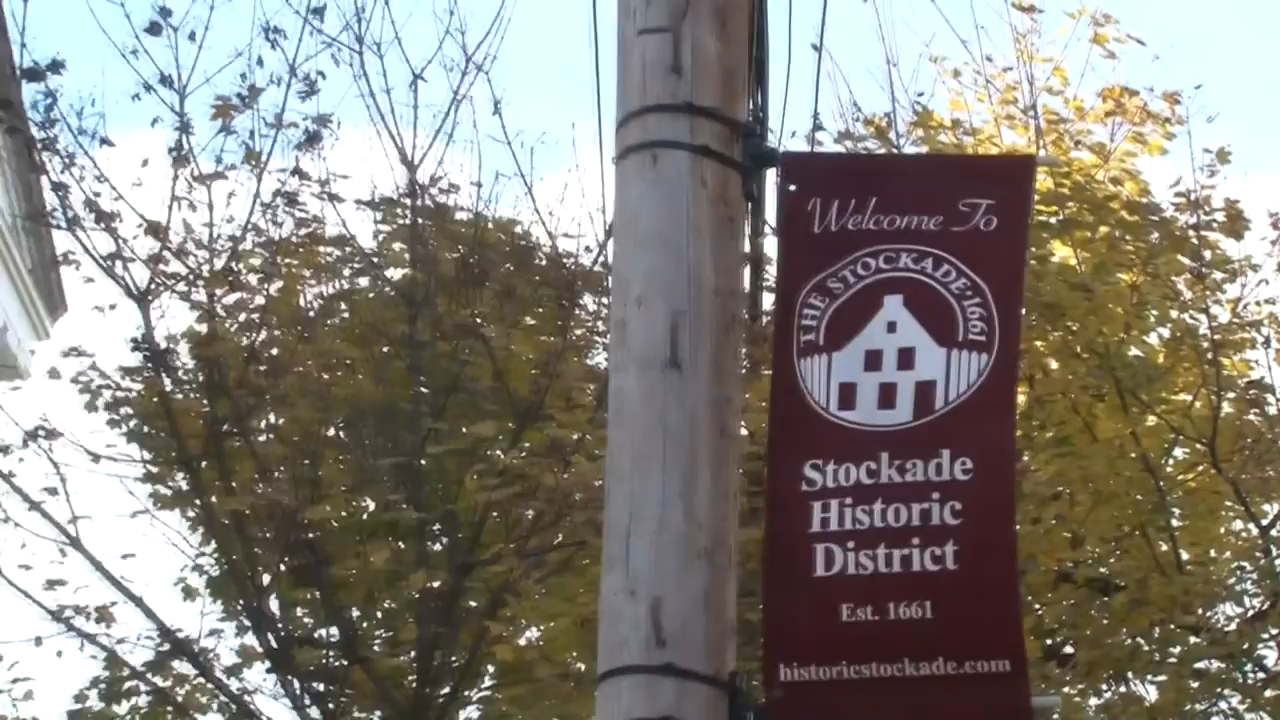 Welcome To
THE STOCKADE·1661
Stockade
Historic
District
Est. 1661
historicstockade.com